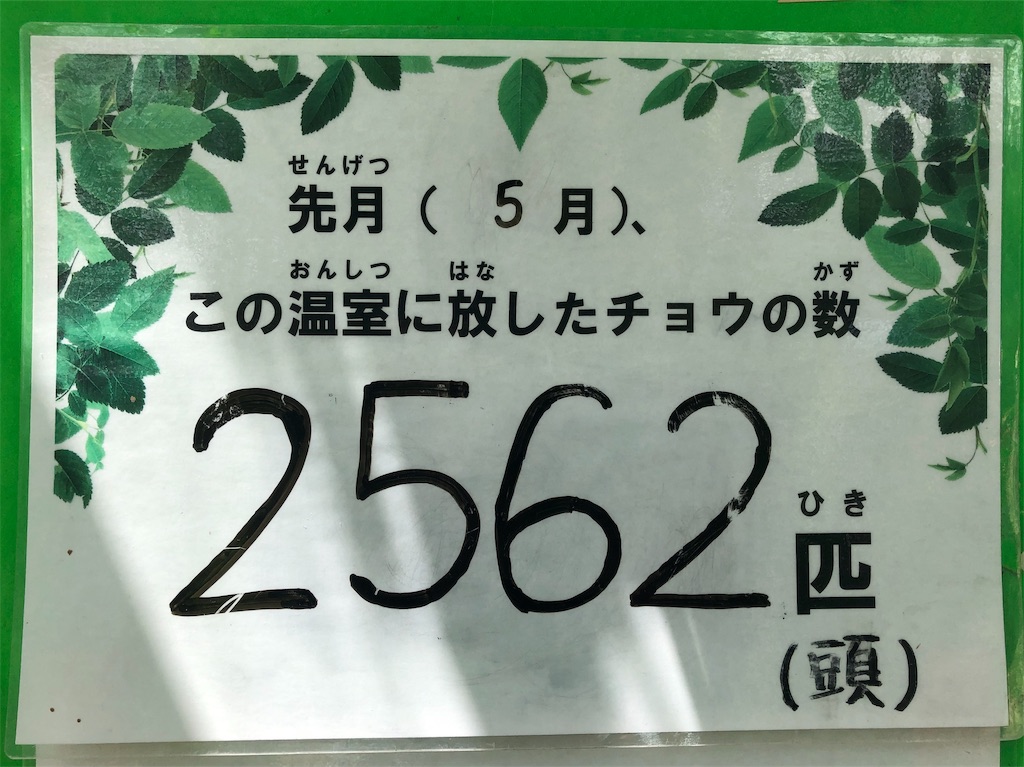 せんげつ
先月( 5 月)、
おんしつ はな かず
この温室に放したチョウの数
2562
ひき
匹
(頭)